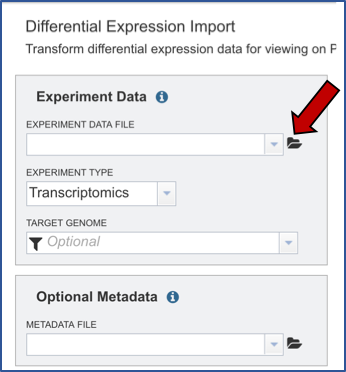 Differential Expression Import
Transform differential expression data for viewing on P
Experiment Data
EXPERIMENT DATA FILE
EXPERIMENT TYPE
Transcriptomics
TARGET GENOME
Optional
Optional Metadata
METADATA FILE